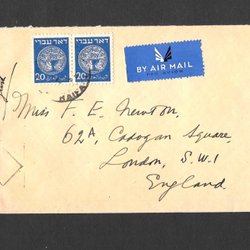 דאר עברי דאר עברי
20 20
BY AIR MAIL
PAR AVION
Miss F. E. Newton,
62A, Cadogan Square,
London, S.W.1
England.